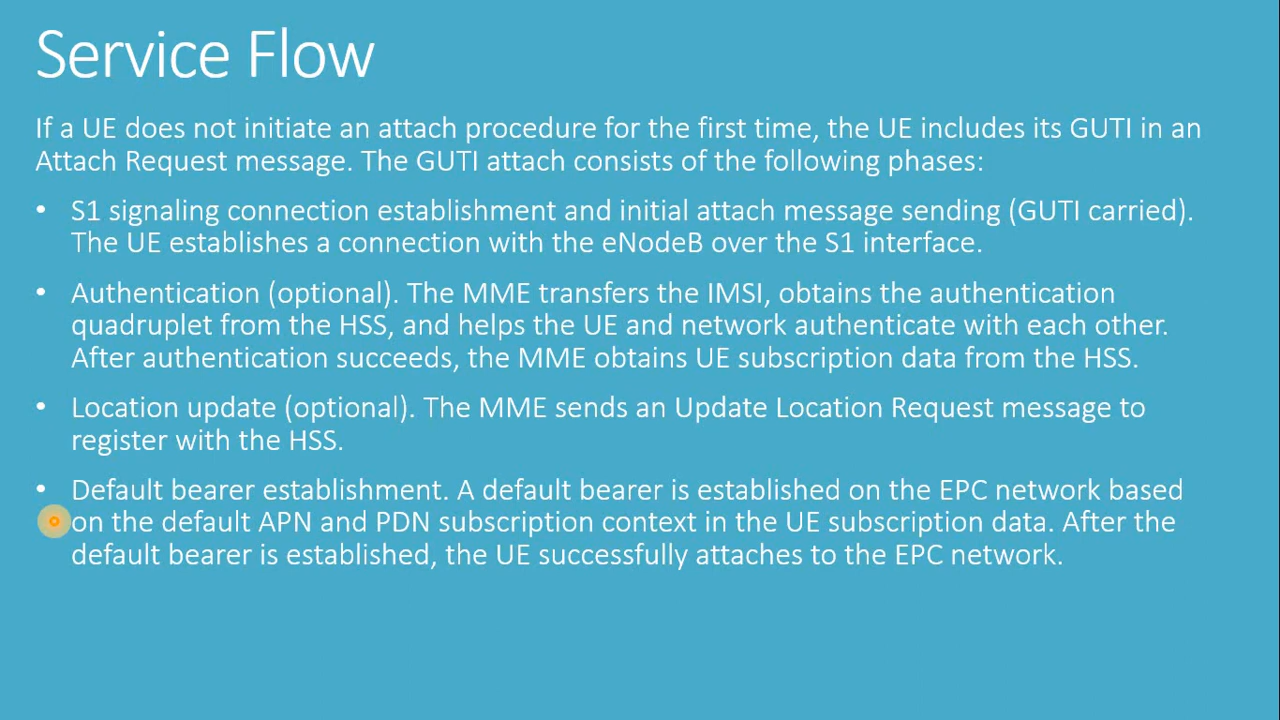 Service Flow
If a UE does not initiate an attach procedure for the first time, the UE includes its GUTI in an
Attach Request message. The GUTI attach consists of the following phases:
• S1 signaling connection establishment and initial attach message sending (GUTI carried).
The UE establishes a connection with the eNodeB over the S1 interface.
• Authentication (optional). The MME transfers the IMSI, obtains the authentication
quadruplet from the HSS, and helps the UE and network authenticate with each other.
After authentication succeeds, the MME obtains UE subscription data from the HSS.
• Location update (optional). The MME sends an Update Location Request message to
register with the HSS.
• Default bearer establishment. A default bearer is established on the EPC network based
on the default APN and PDN subscription context in the UE subscription data. After the
default bearer is established, the UE successfully attaches to the EPC network.